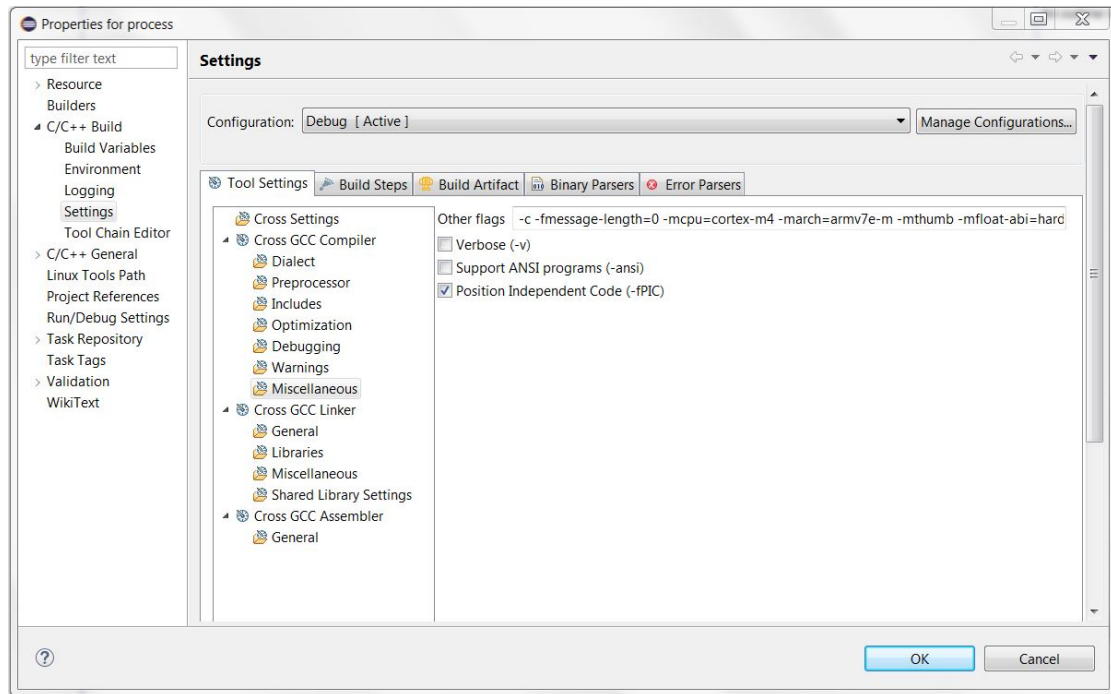 Properties for process
type filter text
Resource
Builders
C/C++ Build
Build Variables
Environment
Logging
Settings
Tool Chain Editor
C/C++ General
Linux Tools Path
Project References
Run/Debug Settings
Task Repository
Task Tags
Validation
WikiText
Settings
Configuration: Debug [ Active ] Manage Configurations...
Tool Settings Build Steps Build Artifact Binary Parsers Error Parsers
Cross Settings
Cross GCC Compiler
Dialect
Preprocessor
Includes
Optimization
Debugging
Warnings
Miscellaneous
Cross GCC Linker
General
Libraries
Miscellaneous
Shared Library Settings
Cross GCC Assembler
General
Other flags -c -fmessage-length=0 -mcpu=cortex-m4 -march=armv7e-m -mthumb -mfloat-abi=hard
Verbose (-v)
Support ANSI programs (-ansi)
Position Independent Code (-fPIC)
OK Cancel